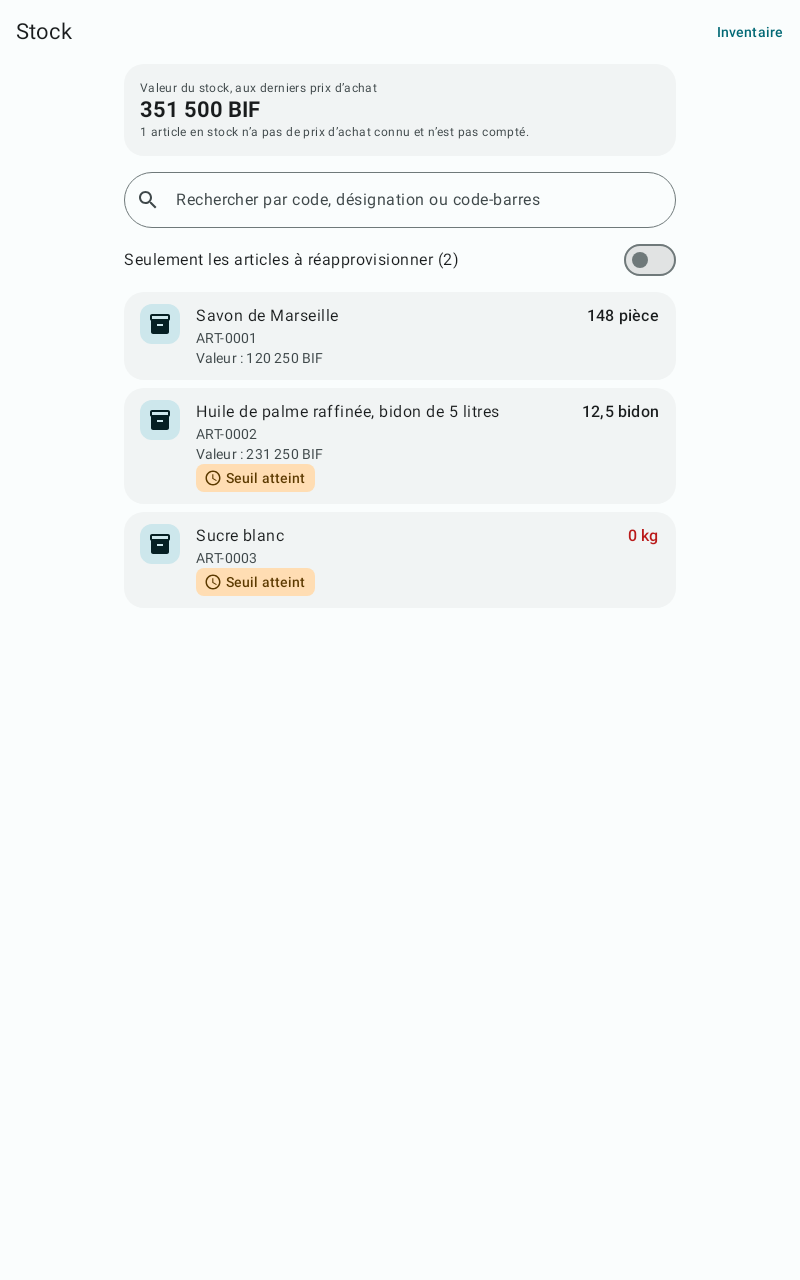 Stock
Inventaire
Valeur du stock, aux derniers prix d’achat
351 500 BIF
1 article en stock n’a pas de prix d’achat connu et n’est pas compté.
Rechercher par code, désignation ou code-barres
Seulement les articles à réapprovisionner (2)
Savon de Marseille
148 pièce
ART-0001
Valeur : 120 250 BIF
Huile de palme raffinée, bidon de 5 litres
12,5 bidon
ART-0002
Valeur : 231 250 BIF
Seuil atteint
Sucre blanc
0 kg
ART-0003
Seuil atteint